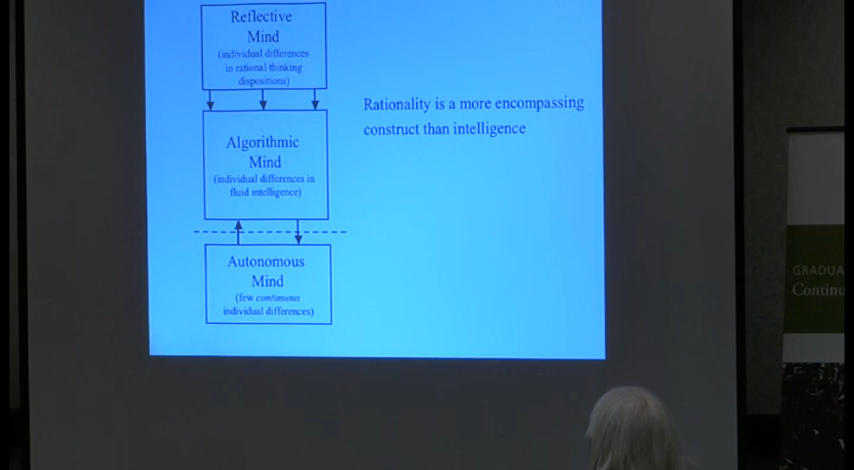 Reflective
Mind
(individual differences
in rational thinking
dispositions)
Algorithmic
Mind
(individual differences in
fluid intelligence)
Autonomous
Mind
(few continuous
individual differences)
Rationality is a more encompassing
construct than intelligence
GRADUA
Continu